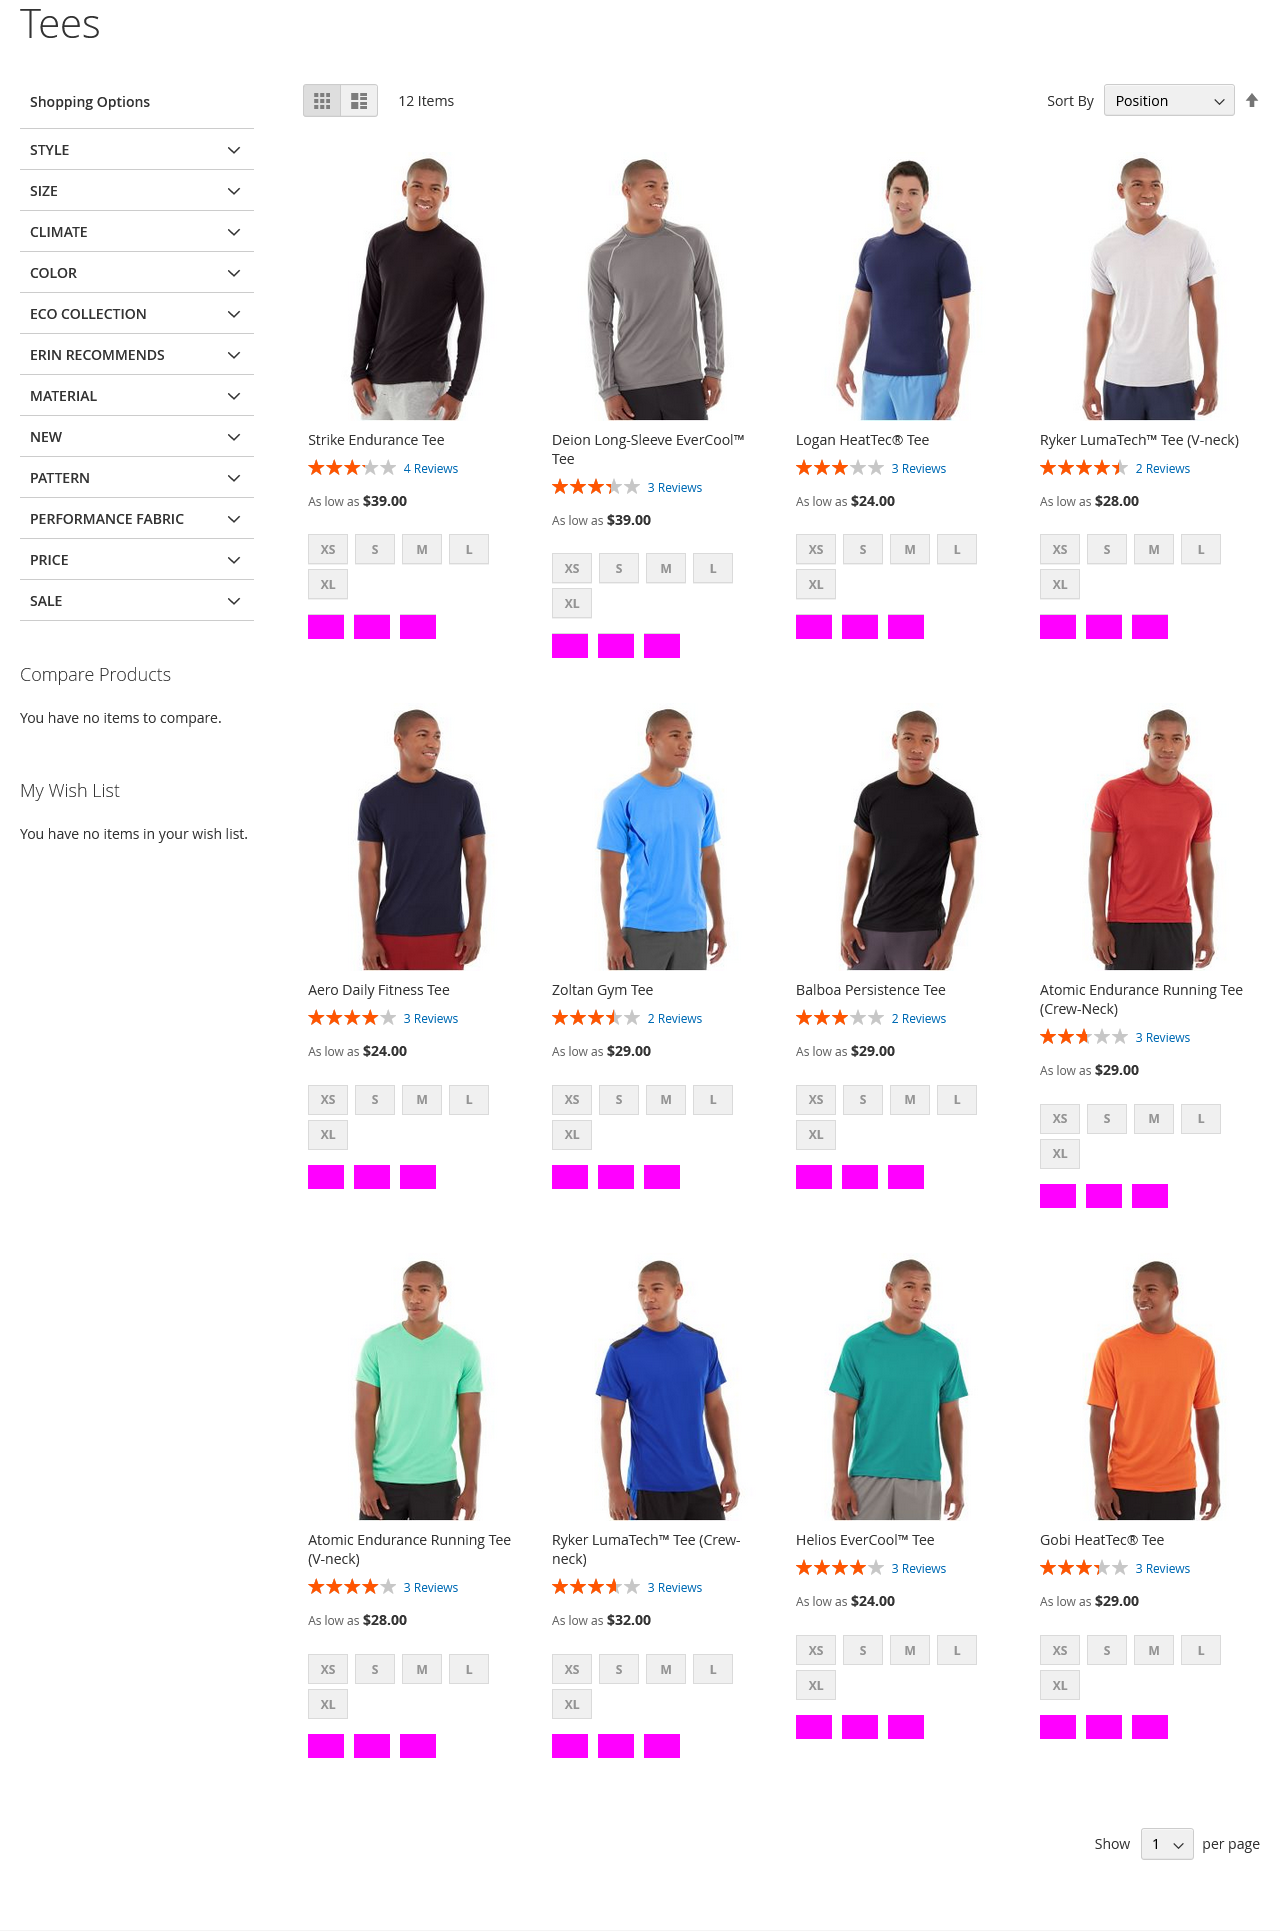 Tees
Shopping Options
STYLE
SIZE
CLIMATE
COLOR
ECO COLLECTION
ERIN RECOMMENDS
MATERIAL
NEW
PATTERN
PERFORMANCE FABRIC
PRICE
SALE
Compare Products
You have no items to compare.
My Wish List
You have no items in your wish list.
12 Items
Sort By Position
Strike Endurance Tee
4 Reviews
As low as $39.00
XS S M L
XL
Deion Long-Sleeve EverCool™
Tee
3 Reviews
As low as $39.00
XS S M L
XL
Logan HeatTec® Tee
3 Reviews
As low as $24.00
XS S M L
XL
Ryker LumaTech™ Tee (V-neck)
2 Reviews
As low as $28.00
XS S M L
XL
Aero Daily Fitness Tee
3 Reviews
As low as $24.00
XS S M L
XL
Zoltan Gym Tee
2 Reviews
As low as $29.00
XS S M L
XL
Balboa Persistence Tee
2 Reviews
As low as $29.00
XS S M L
XL
Atomic Endurance Running Tee
(Crew-Neck)
3 Reviews
As low as $29.00
XS S M L
XL
Atomic Endurance Running Tee
(V-neck)
3 Reviews
As low as $28.00
XS S M L
XL
Ryker LumaTech™ Tee (Crew-
neck)
3 Reviews
As low as $32.00
XS S M L
XL
Helios EverCool™ Tee
3 Reviews
As low as $24.00
XS S M L
XL
Gobi HeatTec® Tee
3 Reviews
As low as $29.00
XS S M L
XL
Show 1 per page